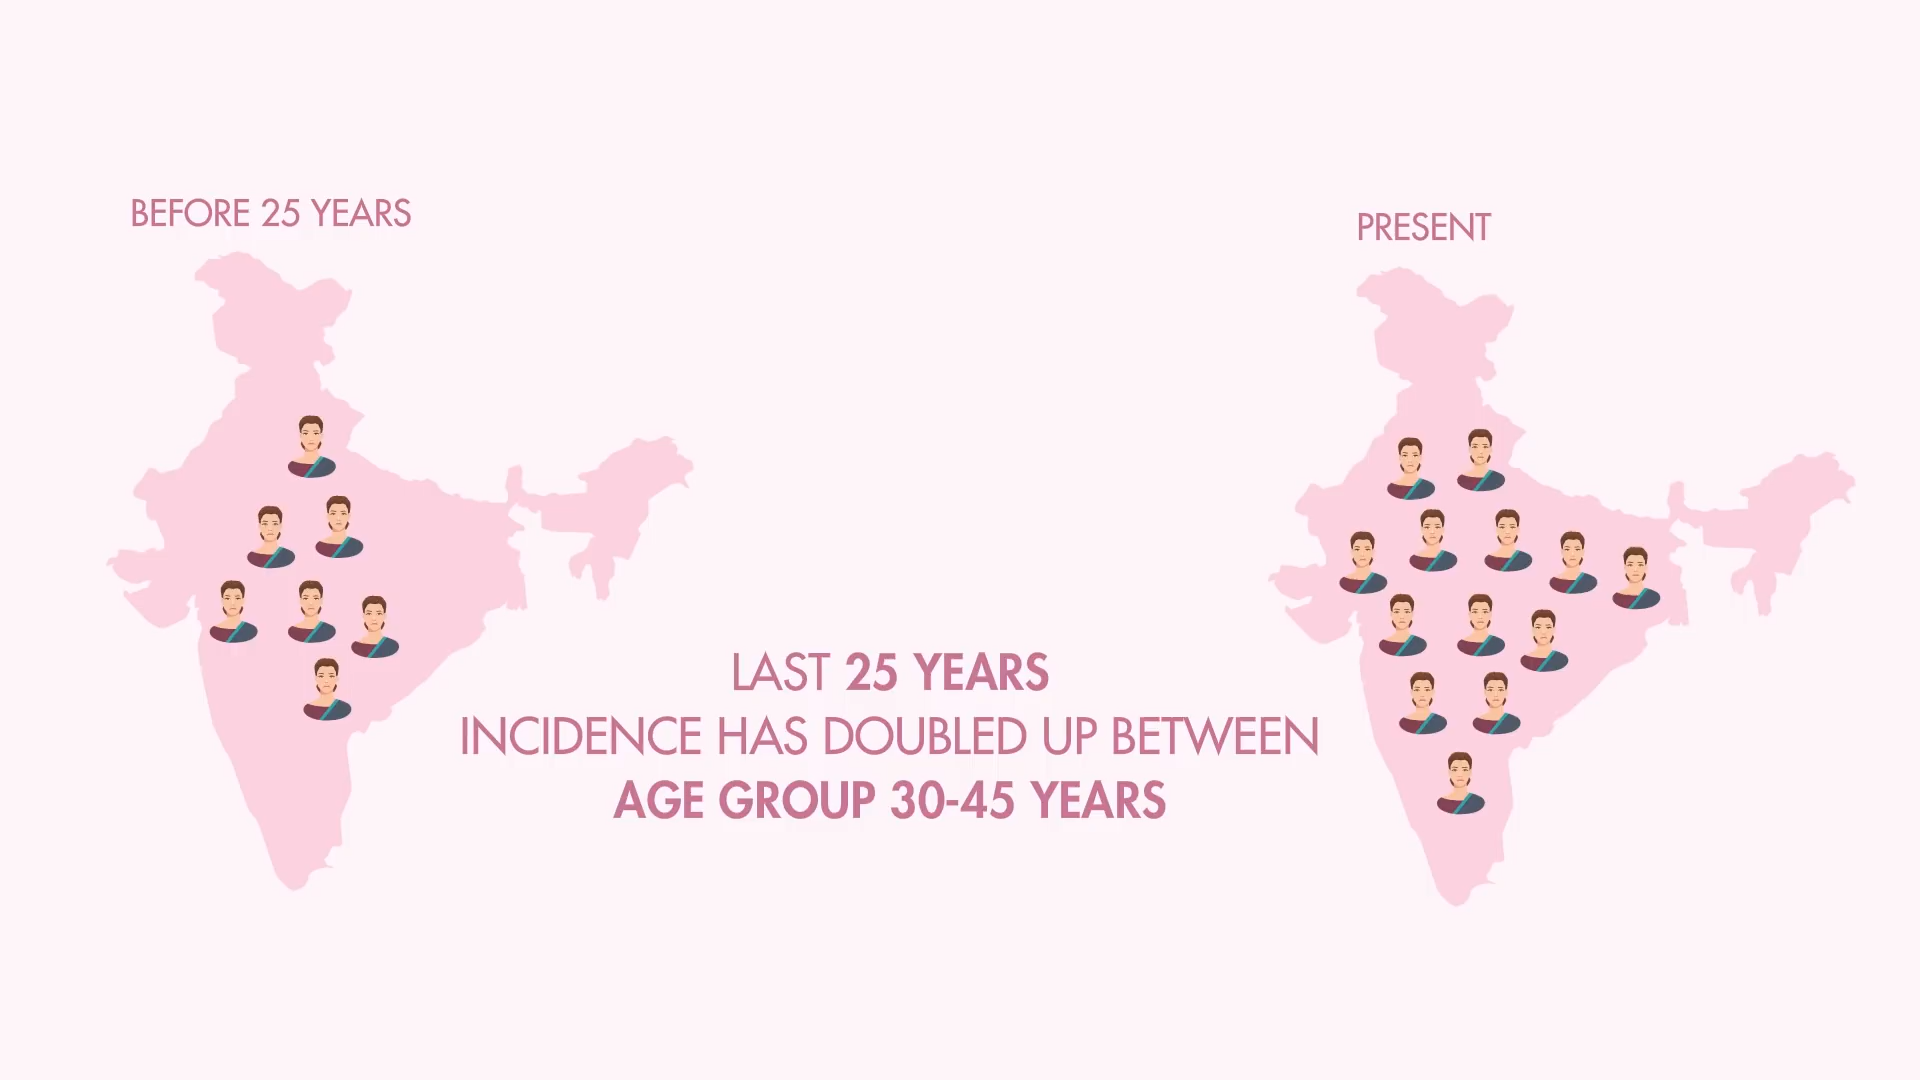 BEFORE 25 YEARS
PRESENT
LAST 25 YEARS
INCIDENCE HAS DOUBLED UP BETWEEN
AGE GROUP 30-45 YEARS